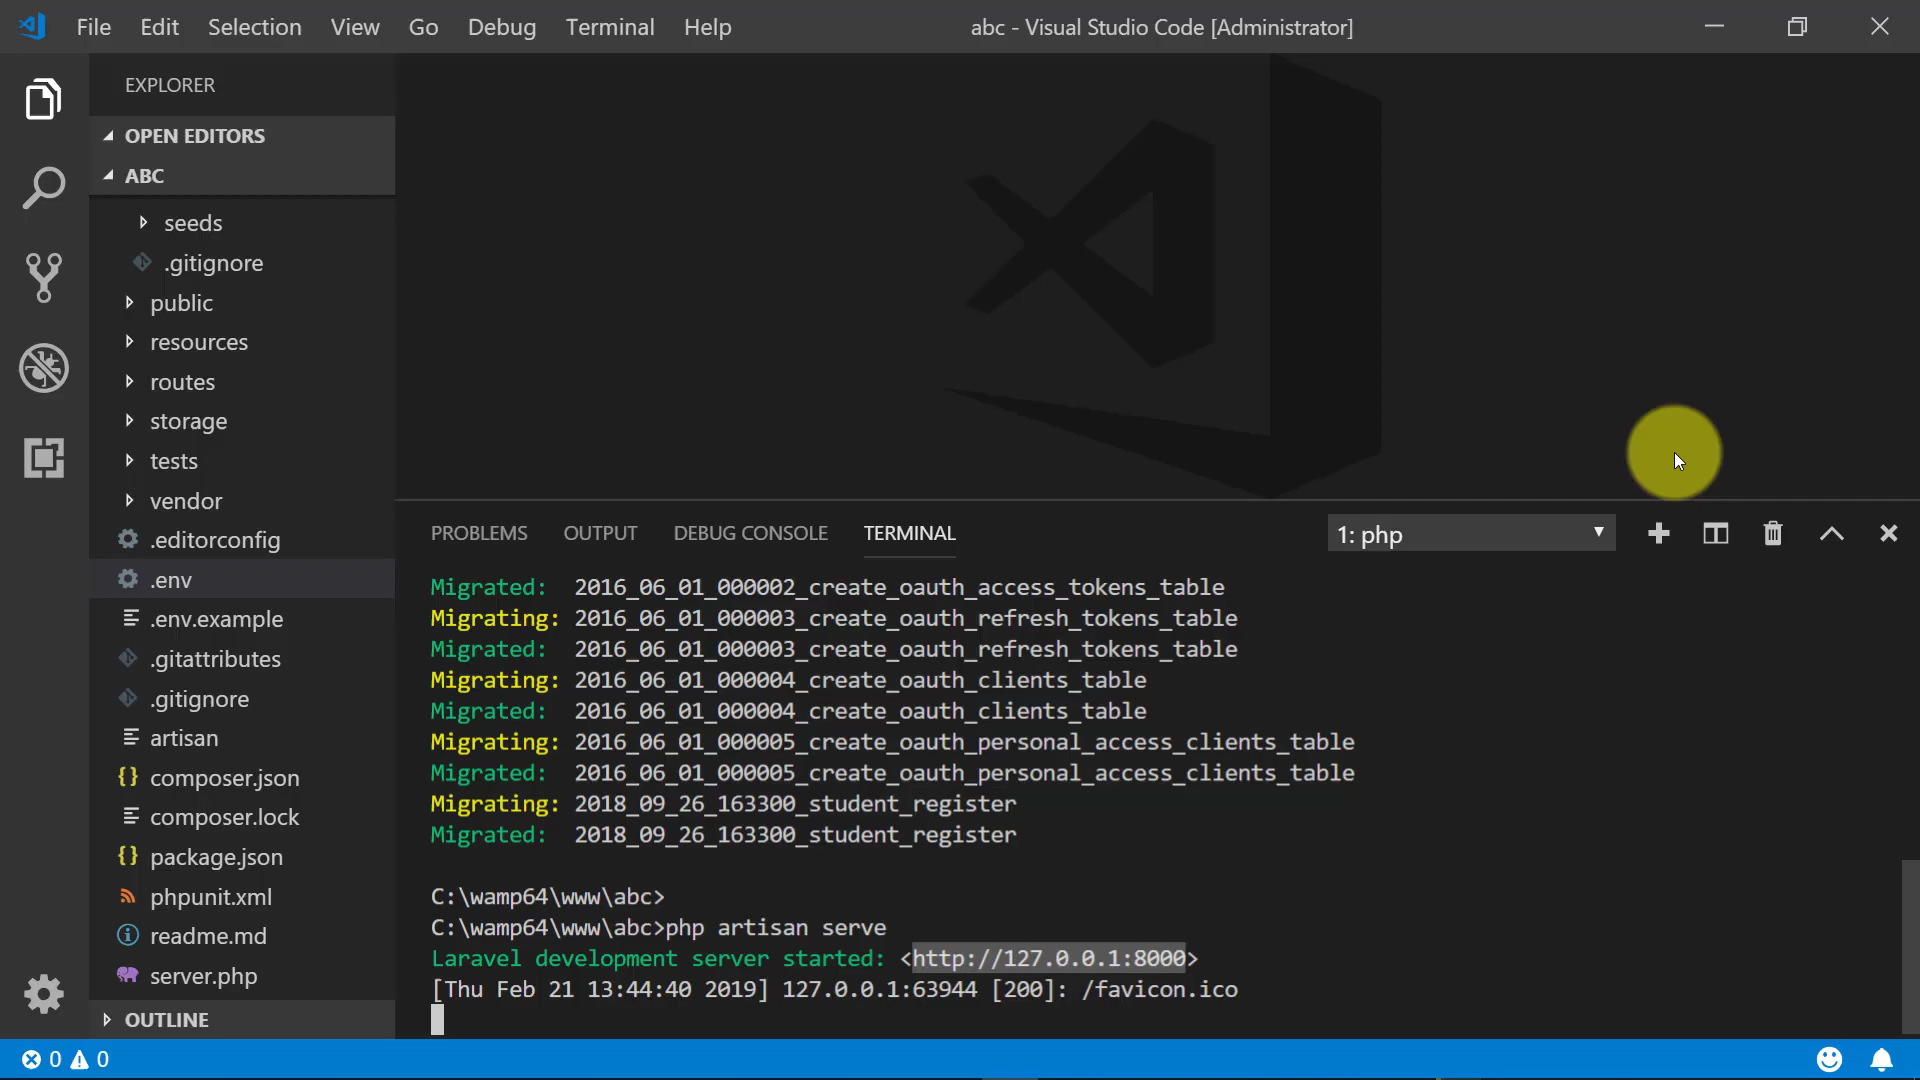 File Edit Selection View Go Debug Terminal Help
abc - Visual Studio Code [Administrator]
EXPLORER
OPEN EDITORS
ABC
seeds
.gitignore
public
resources
routes
storage
tests
vendor
.editorconfig
.env
.env.example
.gitattributes
.gitignore
artisan
composer.json
composer.lock
package.json
phpunit.xml
readme.md
server.php
OUTLINE
PROBLEMS OUTPUT DEBUG CONSOLE TERMINAL
1: php
Migrated: 2016_06_01_000002_create_oauth_access_tokens_table
Migrating: 2016_06_01_000003_create_oauth_refresh_tokens_table
Migrated: 2016_06_01_000003_create_oauth_refresh_tokens_table
Migrating: 2016_06_01_000004_create_oauth_clients_table
Migrated: 2016_06_01_000004_create_oauth_clients_table
Migrating: 2016_06_01_000005_create_oauth_personal_access_clients_table
Migrated: 2016_06_01_000005_create_oauth_personal_access_clients_table
Migrating: 2018_09_26_163300_student_register
Migrated: 2018_09_26_163300_student_register
C:\wamp64\www\abc>
C:\wamp64\www\abc>php artisan serve
Laravel development server started: <http://127.0.0.1:8000>
[Thu Feb 21 13:44:40 2019] 127.0.0.1:63944 [200]: /favicon.ico
0 0